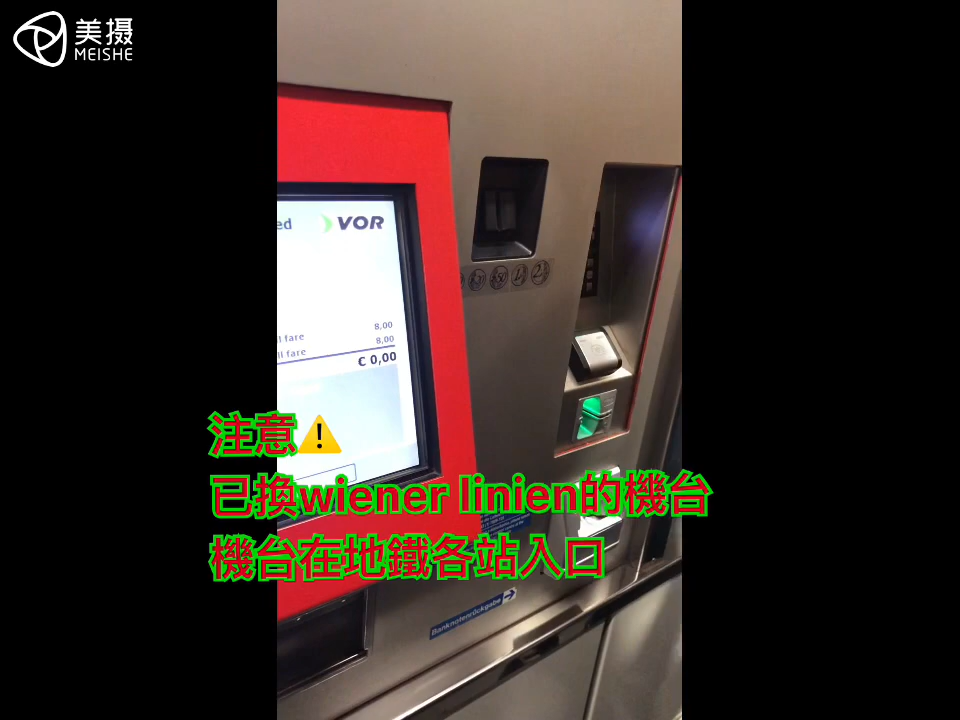 美摄
MEISHE
ed VOR
8,00
l fare 8,00
ll fare € 0,00
注意⚠️
已換wiener linien的機台
機台在地鐵各站入口
Banknotenrückgabe